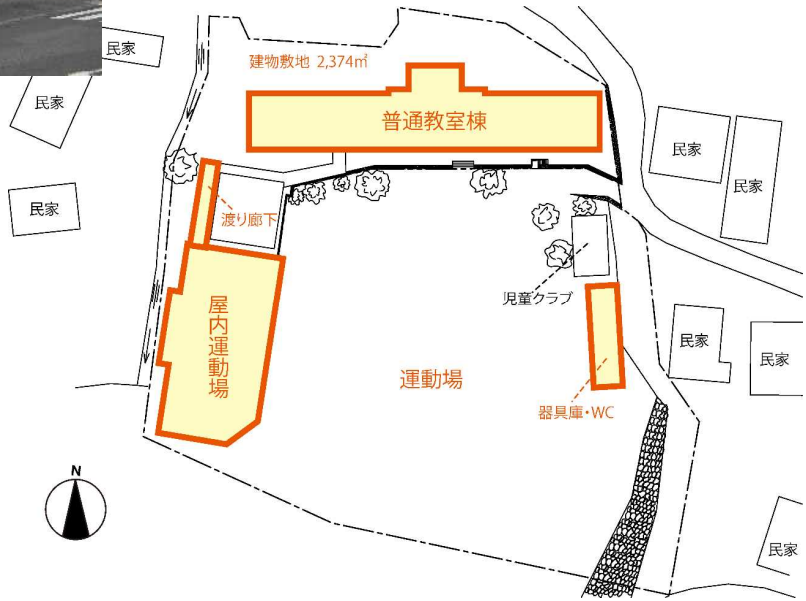 民家
建物敷地 2,374㎡
民家
普通教室棟
民家
民家
民家
渡り廊下
児童クラブ
屋内運動場
民家
民家
運動場
器具庫・WC
N
民家